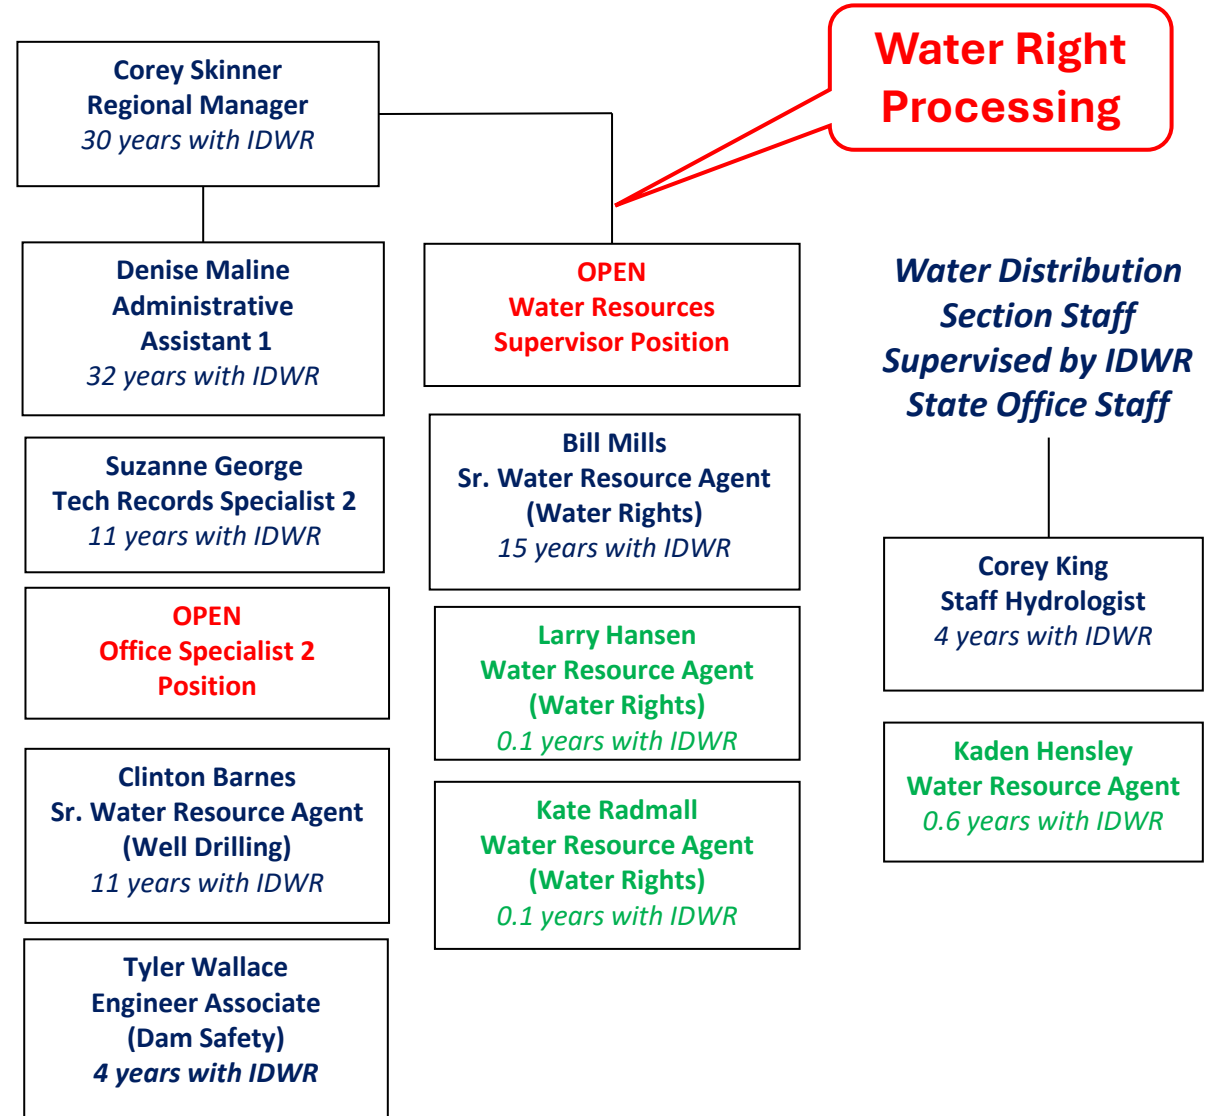 Water Right
Processing
Corey Skinner
Regional Manager
30 years with IDWR
Denise Maline
Administrative
Assistant 1
32 years with IDWR
Suzanne George
Tech Records Specialist 2
11 years with IDWR
OPEN
Office Specialist 2
Position
Clinton Barnes
Sr. Water Resource Agent
(Well Drilling)
11 years with IDWR
Tyler Wallace
Engineer Associate
(Dam Safety)
4 years with IDWR
OPEN
Water Resources
Supervisor Position
Bill Mills
Sr. Water Resource Agent
(Water Rights)
15 years with IDWR
Larry Hansen
Water Resource Agent
(Water Rights)
0.1 years with IDWR
Kate Radmall
Water Resource Agent
(Water Rights)
0.1 years with IDWR
Water Distribution
Section Staff
Supervised by IDWR
State Office Staff
Corey King
Staff Hydrologist
4 years with IDWR
Kaden Hensley
Water Resource Agent
0.6 years with IDWR